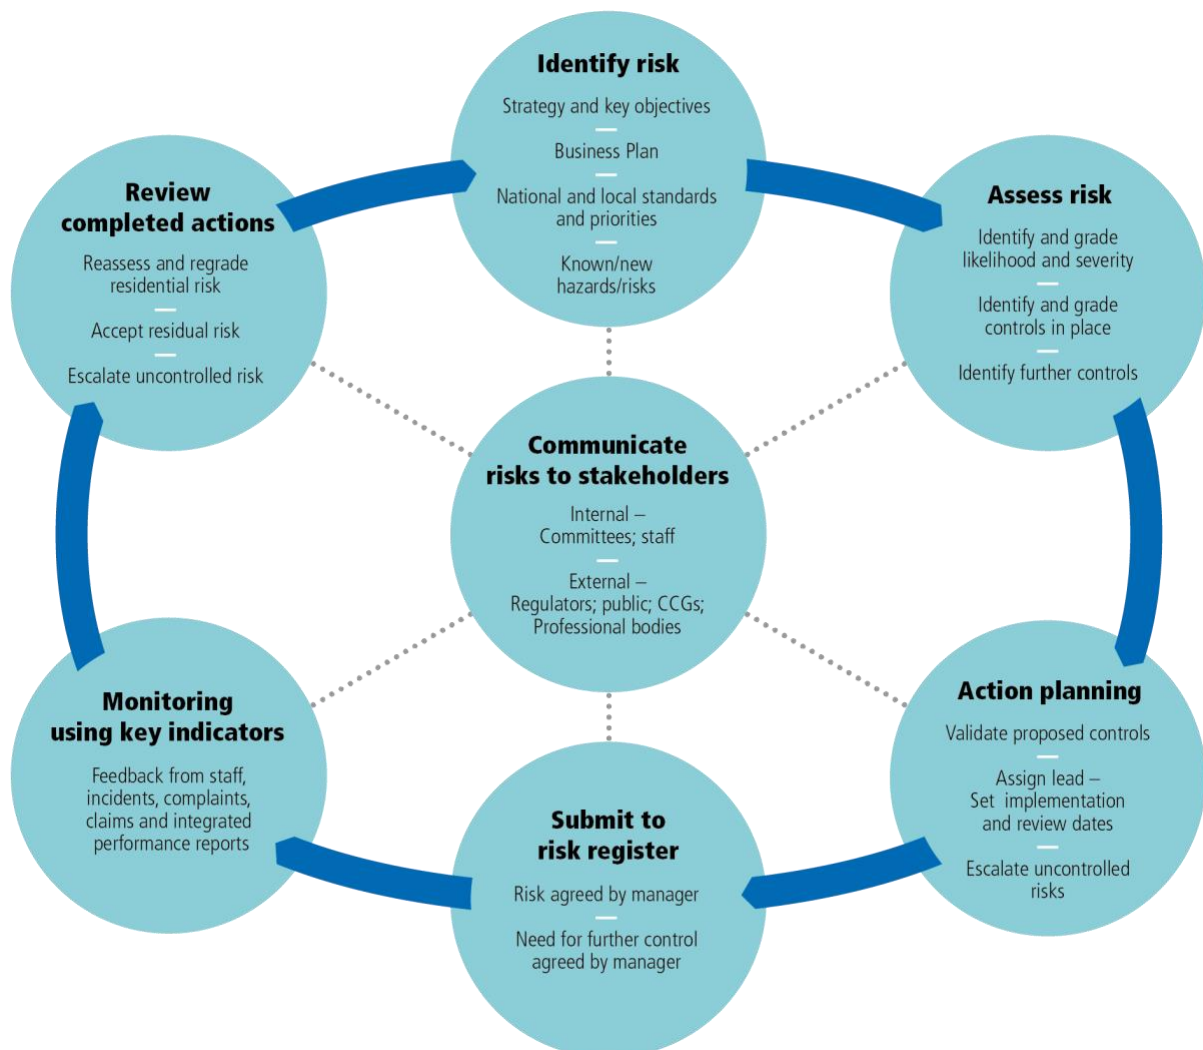 Identify risk
Strategy and key objectives
Business Plan
National and local standards
and priorities
Known/new
hazards/risks
Assess risk
Identify and grade
likelihood and severity
Identify and grade
controls in place
Identify further controls
Action planning
Validate proposed controls
Assign lead –
Set implementation
and review dates
Escalate uncontrolled
risks
Submit to
risk register
Risk agreed by manager
Need for further control
agreed by manager
Monitoring
using key indicators
Feedback from staff,
incidents, complaints,
claims and integrated
performance reports
Review
completed actions
Reassess and regrade
residential risk
Accept residual risk
Escalate uncontrolled risk
Communicate
risks to stakeholders
Internal –
Committees; staff
External –
Regulators; public; CCGs;
Professional bodies